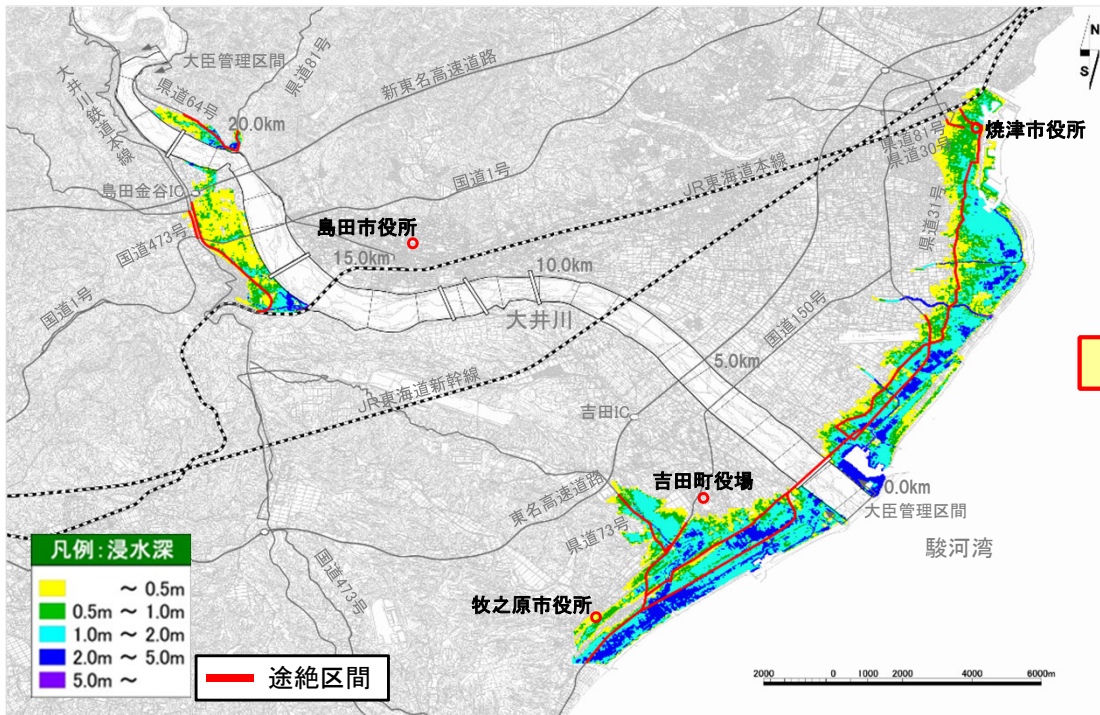 N
S
大臣管理区間
県道81号
大井川鉄道本線
県道64号
新東名高速道路
20.0km
焼津市役所
県道81号
県道30号
国道1号
JR東海道本線
島田金谷IC
県道31号
島田市役所
国道473号
15.0km
10.0km
国道1号
大井川
国道150号
5.0km
JR東海道新幹線
吉田IC
吉田町役場
東名高速道路
0.0km
大臣管理区間
県道73号
駿河湾
凡例:浸水深
～ 0.5m
0.5m ～ 1.0m
1.0m ～ 2.0m
2.0m ～ 5.0m
5.0m ～
国道473号
牧之原市役所
途絶区間
2000 0 1000 2000 4000 6000m